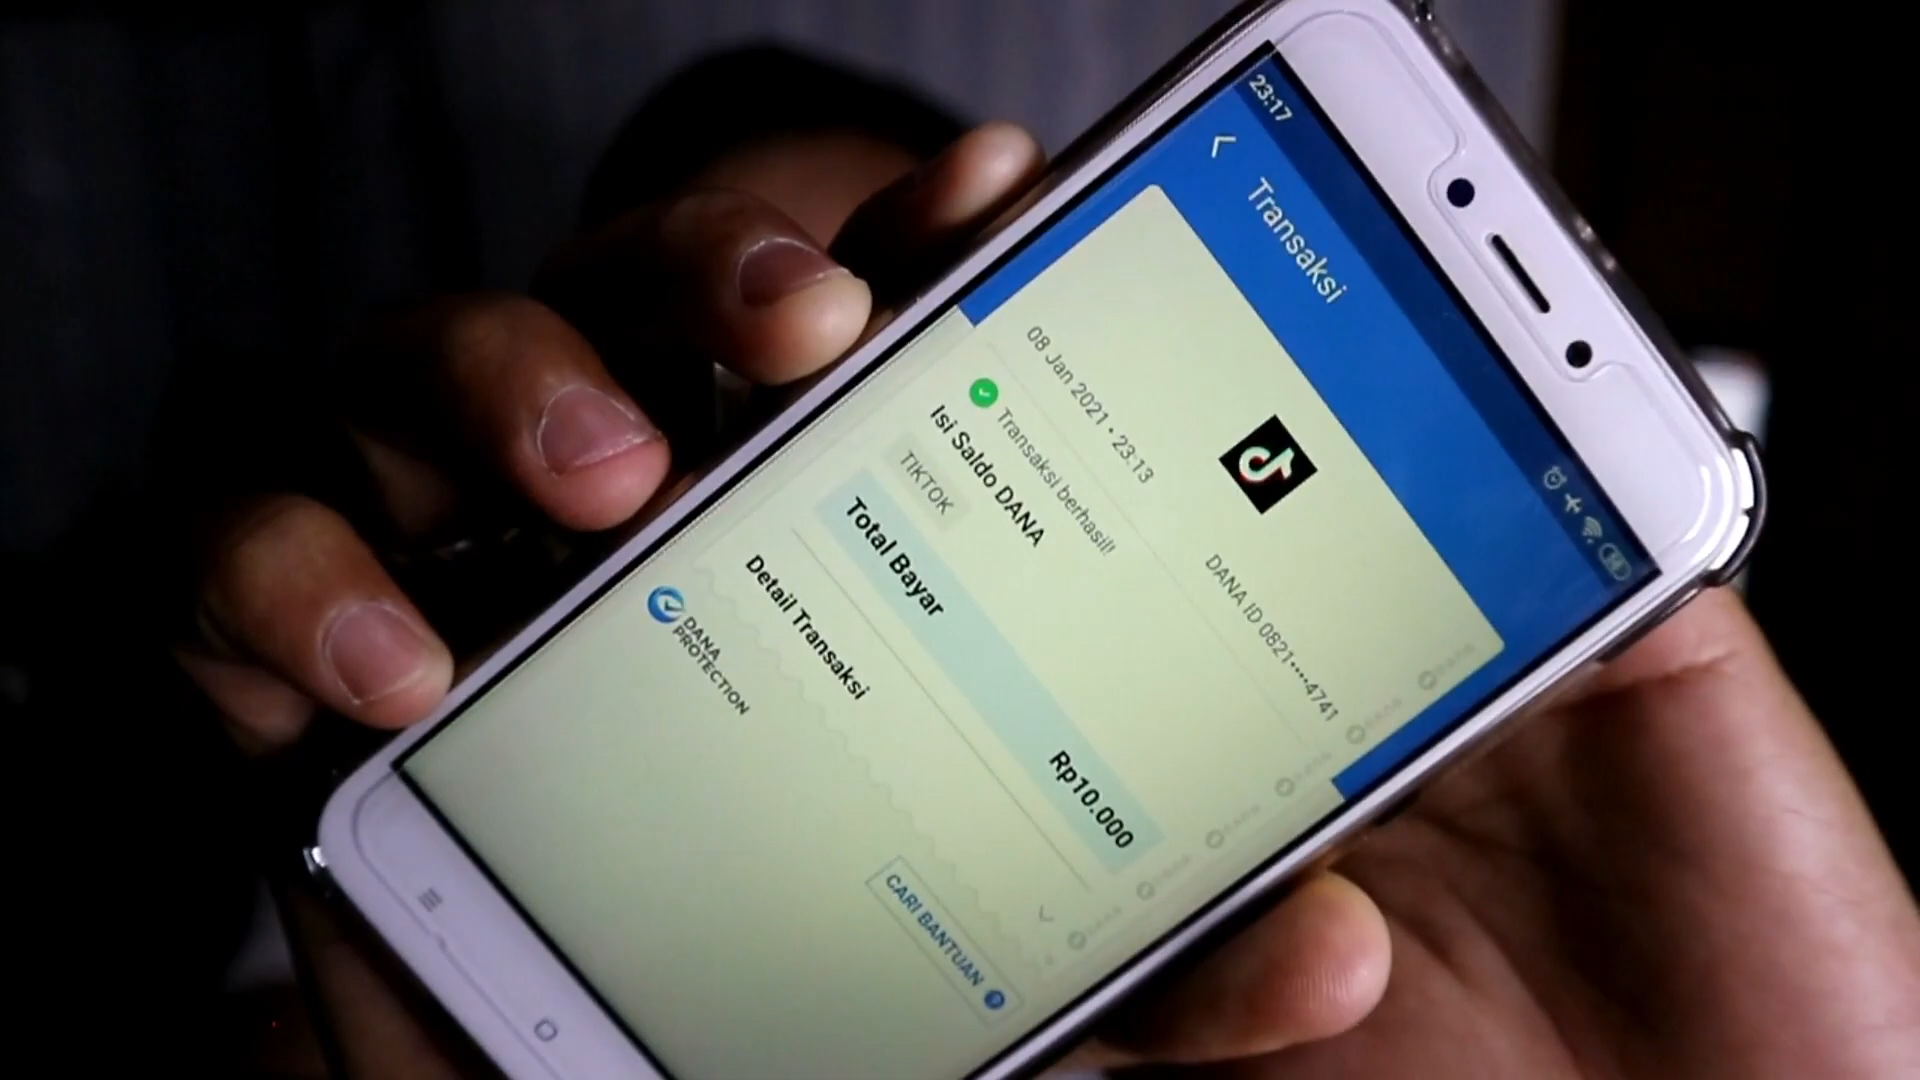 23:17
Transaksi
08 Jan 2021 • 23:13
DANA ID 0821••••4741
Transaksi berhasil!
Isi Saldo DANA
TIKTOK
Total Bayar Rp10.000
Detail Transaksi
DANA
PROTECTION
CARI BANTUAN